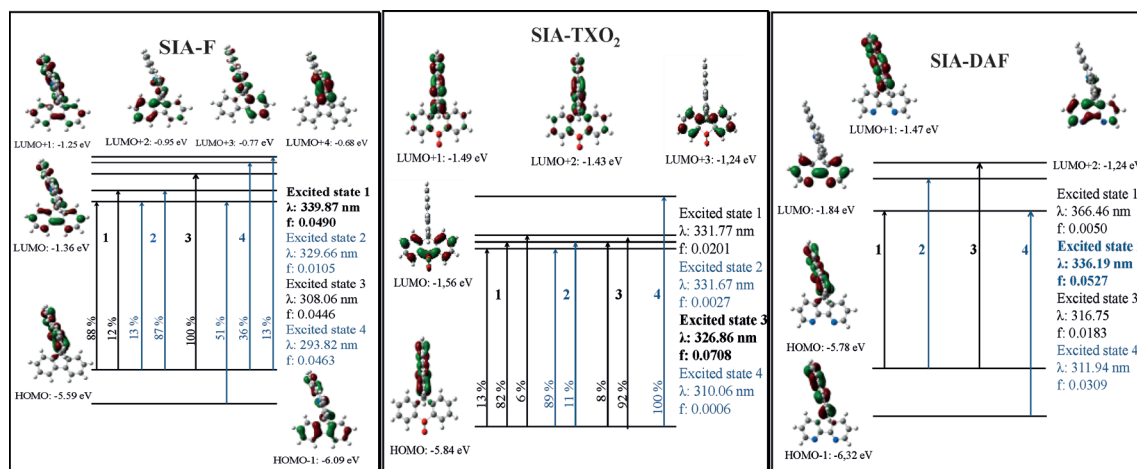 SIA-F
LUMO+1: -1.25 eV
LUMO+2: -0.95 eV
LUMO+3: -0.77 eV
LUMO+4: -0.68 eV
LUMO: -1.36 eV
HOMO: -5.59 eV
HOMO-1: -6.09 eV
1
2
3
4
88 %
12 %
13 %
87 %
100 %
51 %
36 %
13 %
Excited state 1
λ: 339.87 nm
f: 0.0490
Excited state 2
λ: 329.66 nm
f: 0.0105
Excited state 3
λ: 308.06 nm
f: 0.0446
Excited state 4
λ: 293.82 nm
f: 0.0463
SIA-TXO₂
LUMO+1: -1.49 eV
LUMO+2: -1.43 eV
LUMO+3: -1,24 eV
LUMO: -1,56 eV
HOMO: -5.84 eV
1
2
3
4
13 %
82 %
6 %
89 %
11 %
8 %
92 %
100 %
Excited state 1
λ: 331.77 nm
f: 0.0201
Excited state 2
λ: 331.67 nm
f: 0.0027
Excited state 3
λ: 326.86 nm
f: 0.0708
Excited state 4
λ: 310.06 nm
f: 0.0006
SIA-DAF
LUMO+1: -1.47 eV
LUMO+2: -1,24 eV
LUMO: -1.84 eV
HOMO: -5.78 eV
HOMO-1: -6,32 eV
1
2
3
4
Excited state 1
λ: 366.46 nm
f: 0.0050
Excited state
λ: 336.19 nm
f: 0.0527
Excited state 3
λ: 316.75
f: 0.0183
Excited state 4
λ: 311.94 nm
f: 0.0309